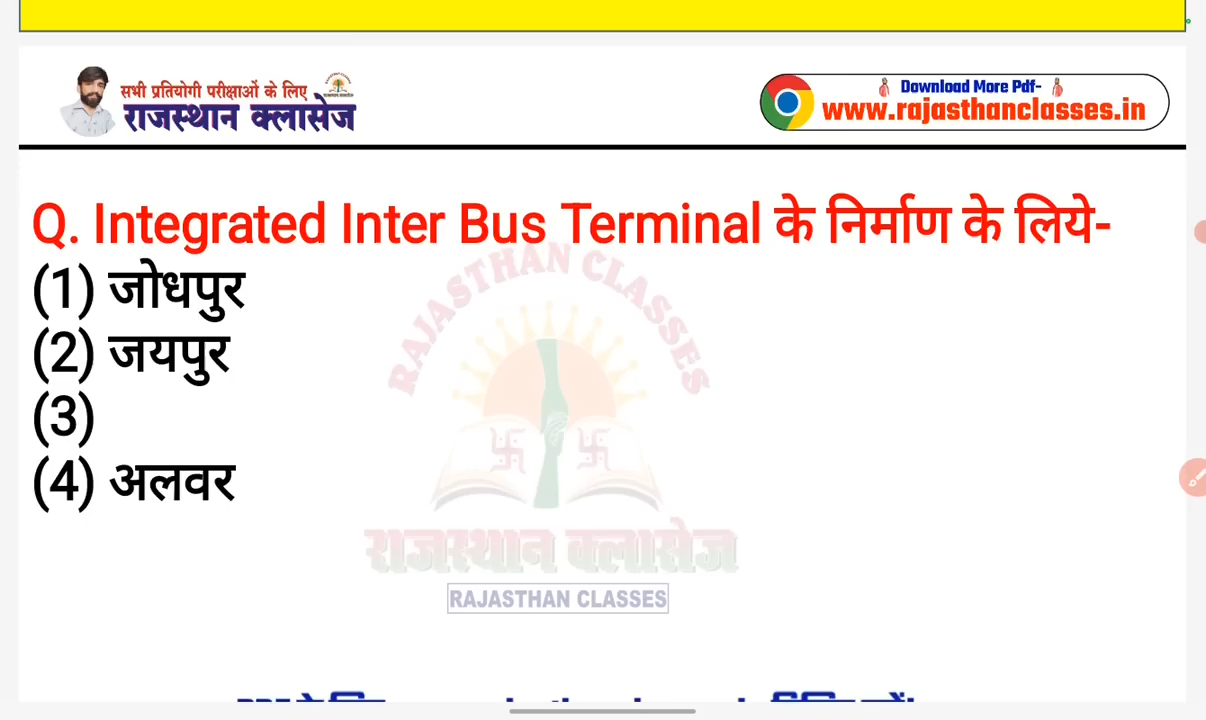 सभी प्रतियोगी परीक्षाओं के लिए
राजस्थान क्लासेज
Download More Pdf-
www.rajasthanclasses.in
Q. Integrated Inter Bus Terminal के निर्माण के लिये-
(1) जोधपुर
(2) जयपुर
(3)
(4) अलवर
RAJASTHAN CLASSES
राजस्थान क्लासेज
RAJASTHAN CLASSES